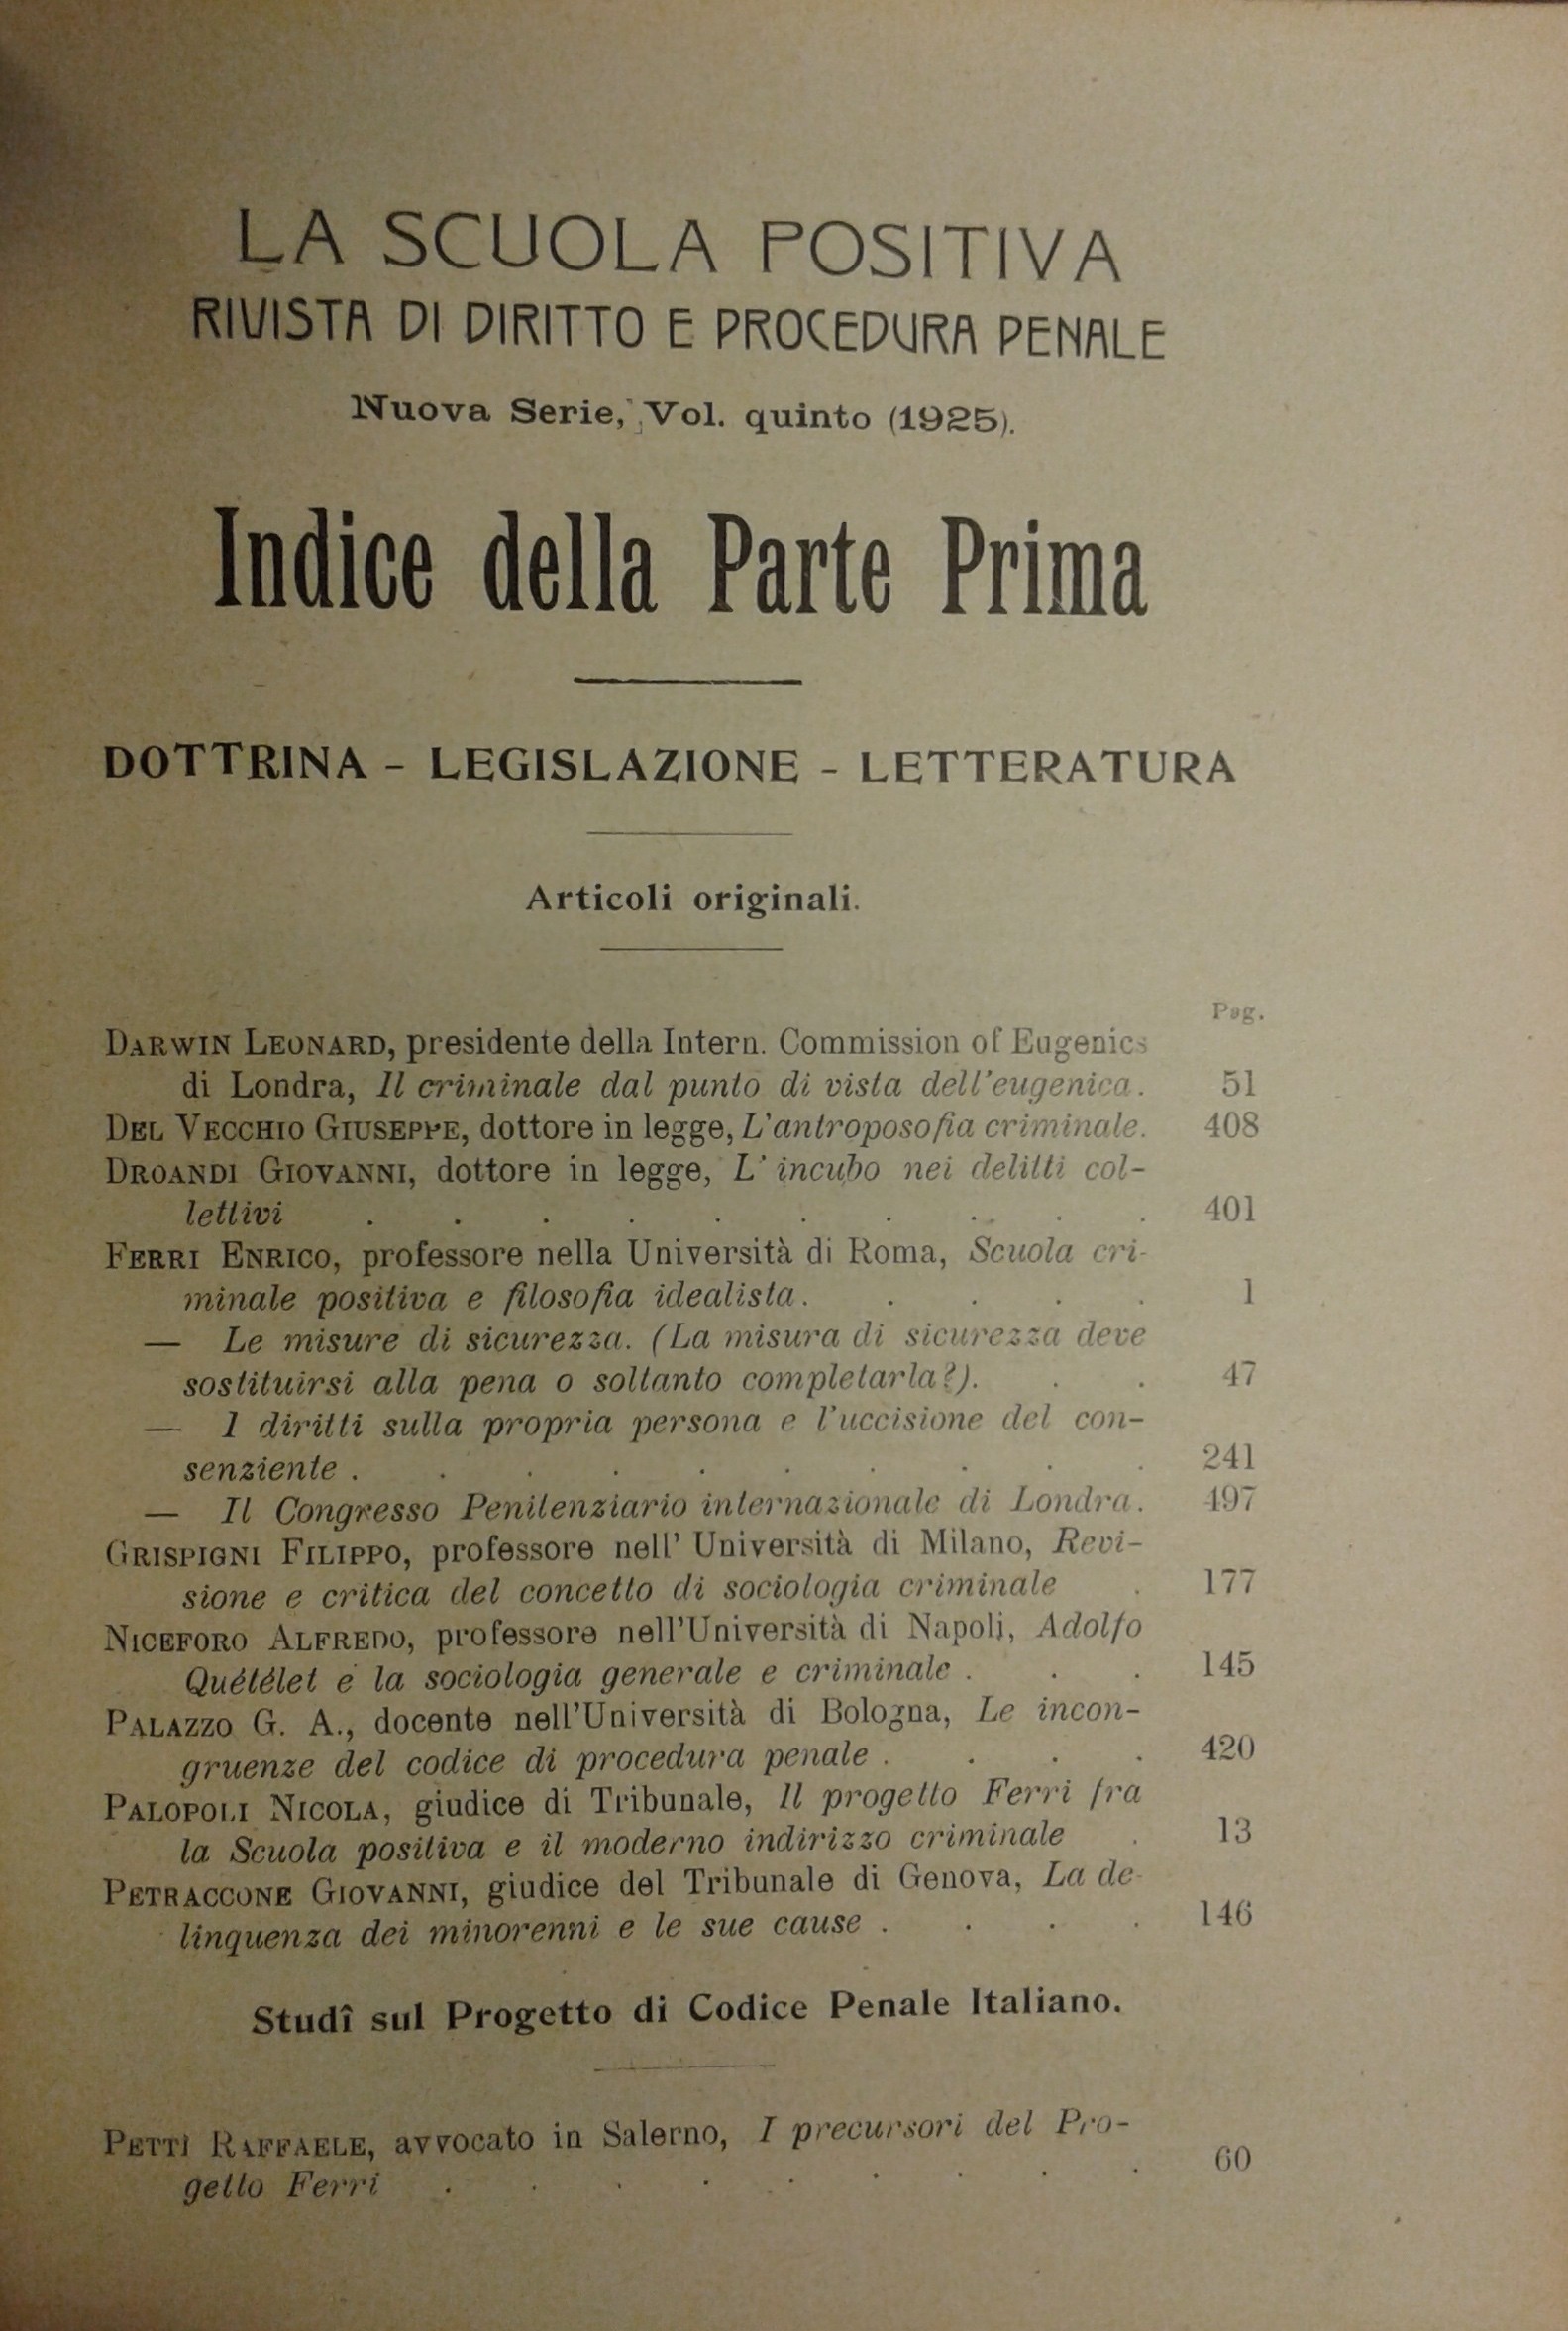 LA SCUOLA POSITIVA
RIVISTA DI DIRITTO E PROCEDURA PENALE
Nuova Serie, Vol. quinto (1925).
Indice della Parte Prima
DOTTRINA - LEGISLAZIONE - LETTERATURA
Articoli originali.
Pag.
DARWIN LEONARD, presidente della Intern. Commission of Eugenics
di Londra, Il criminale dal punto di vista dell'eugenica. 51
DEL VECCHIO GIUSEPPE, dottore in legge, L'antroposofia criminale. 408
DROANDI GIOVANNI, dottore in legge, L' incubo nei delitti col-
lettivi . . . . . . . . . . 401
FERRI ENRICO, professore nella Università di Roma, Scuola cri-
minale positiva e filosofia idealista. . . . . 1
— Le misure di sicurezza. (La misura di sicurezza deve
sostituirsi alla pena o soltanto completarla?). . . 47
— I diritti sulla propria persona e l'uccisione del con-
senziente . . . . . . . . . . 241
— Il Congresso Penitenziario internazionale di Londra. 497
GRISPIGNI FILIPPO, professore nell' Università di Milano, Revi-
sione e critica del concetto di sociologia criminale . 177
NICEFORO ALFREDO, professore nell'Università di Napoli, Adolfo
Quételet e la sociologia generale e criminale . . . 145
PALAZZO G. A., docente nell'Università di Bologna, Le incon-
gruenze del codice di procedura penale . . . . 420
PALOPOLI NICOLA, giudice di Tribunale, Il progetto Ferri fra
la Scuola positiva e il moderno indirizzo criminale . 13
PETRACCONE GIOVANNI, giudice del Tribunale di Genova, La de-
linquenza dei minorenni e le sue cause . . . . 146
Studî sul Progetto di Codice Penale Italiano.
PETTI RAFFAELE, avvocato in Salerno, I precursori del Pro-
getto Ferri . . . . . . . . . 60